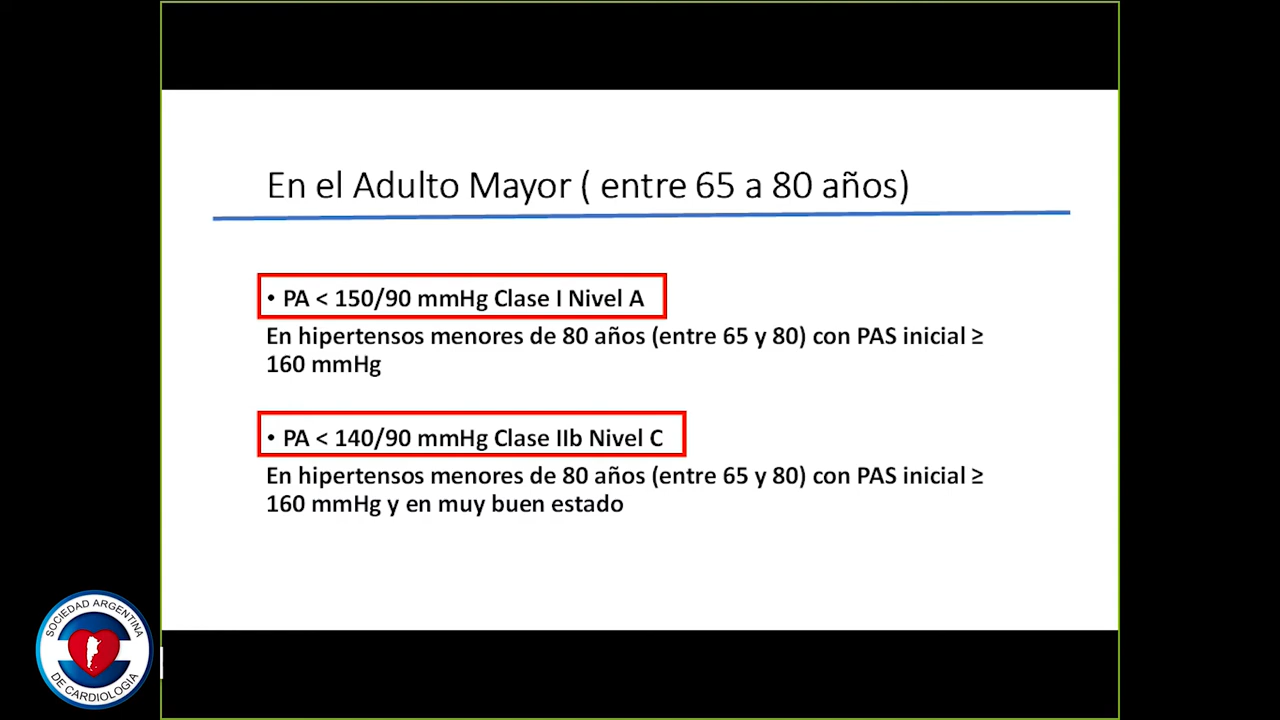 En el Adulto Mayor ( entre 65 a 80 años)
• PA < 150/90 mmHg Clase I Nivel A
En hipertensos menores de 80 años (entre 65 y 80) con PAS inicial ≥
160 mmHg
• PA < 140/90 mmHg Clase IIb Nivel C
En hipertensos menores de 80 años (entre 65 y 80) con PAS inicial ≥
160 mmHg y en muy buen estado
SOCIEDAD ARGENTINA
DE CARDIOLOGIA